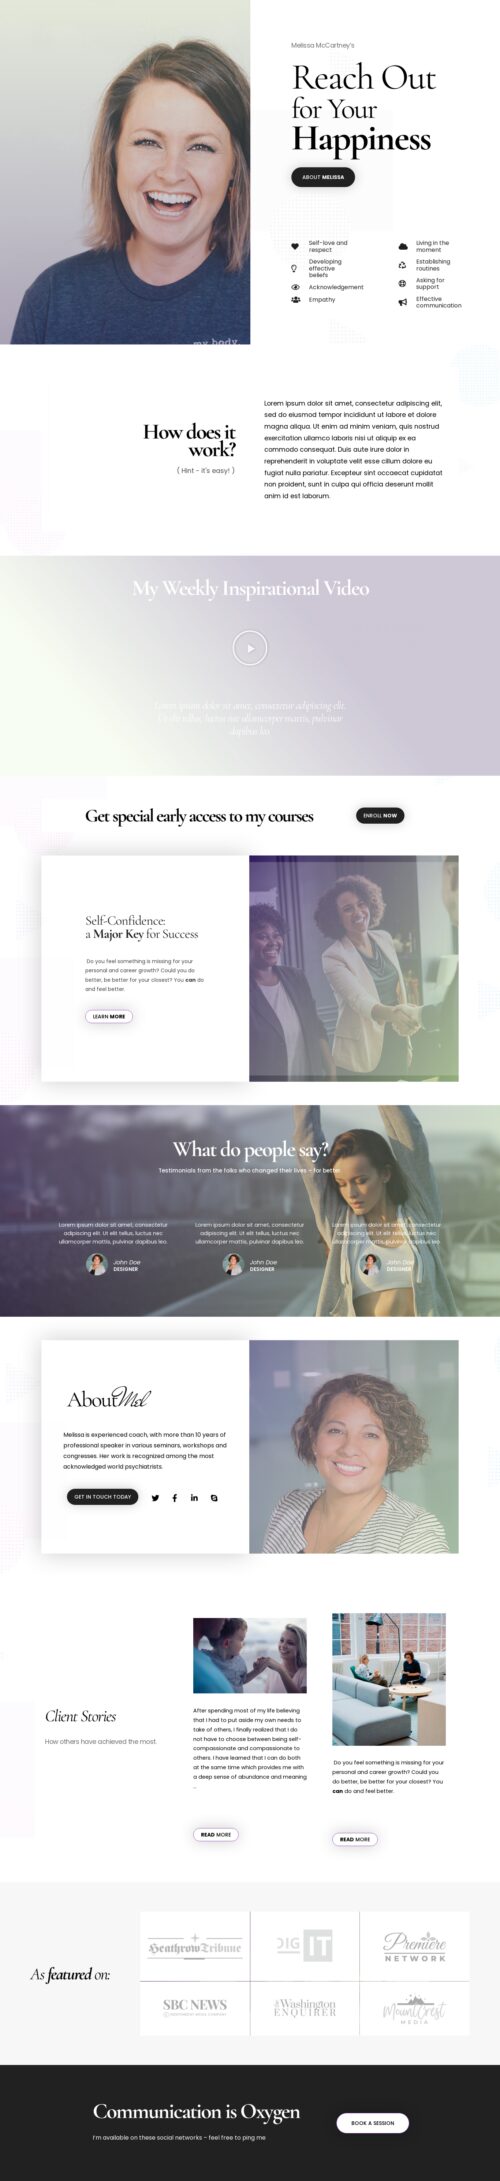 Melissa McCartney's
Reach Out
for Your
Happiness
ABOUT MELISSA
Self-love and
respect
Developing
effective
beliefs
Acknowledgement
Empathy
Living in the
moment
Establishing
routines
Asking for
support
Effective
communication
my body.
How does it
work?
( Hint - it's easy! )
Lorem ipsum dolor sit amet, consectetur adipiscing elit,
sed do eiusmod tempor incididunt ut labore et dolore
magna aliqua. Ut enim ad minim veniam, quis nostrud
exercitation ullamco laboris nisi ut aliquip ex ea
commodo consequat. Duis aute irure dolor in
reprehenderit in voluptate velit esse cillum dolore eu
fugiat nulla pariatur. Excepteur sint occaecat cupidatat
non proident, sunt in culpa qui officia deserunt mollit
anim id est laborum.
My Weekly Inspirational Video
Lorem ipsum dolor sit amet, consectetur adipiscing elit.
Ut elit tellus, luctus nec ullamcorper mattis, pulvinar
dapibus leo.
Get special early access to my courses
ENROLL NOW
Self-Confidence:
a Major Key for Success
Do you feel something is missing for your
personal and career growth? Could you do
better, be better for your closest? You can do
and feel better.
LEARN MORE
What do people say?
Testimonials from the folks who changed their lives – for better
Lorem ipsum dolor sit amet, consectetur
adipiscing elit. Ut elit tellus, luctus nec
ullamcorper mattis, pulvinar dapibus leo.
John Doe
DESIGNER
Lorem ipsum dolor sit amet, consectetur
adipiscing elit. Ut elit tellus, luctus nec
ullamcorper mattis, pulvinar dapibus leo.
John Doe
DESIGNER
Lorem ipsum dolor sit amet, consectetur
adipiscing elit. Ut elit tellus, luctus nec
ullamcorper mattis, pulvinar dapibus leo.
John Doe
DESIGNER
About Mel
Melissa is experienced coach, with more than 10 years of
professional speaker in various seminars, workshops and
congresses. Her work is recognized among the most
acknowledged world psychiatrists.
GET IN TOUCH TODAY
Client Stories
How others have achieved the most.
After spending most of my life believing
that I had to put aside my own needs to
take of others, I finally realized that I do
not have to choose between being self-
compassionate and compassionate to
others. I have learned that I can do both
at the same time which provides me with
a deep sense of abundance and meaning
...
READ MORE
Do you feel something is missing for your
personal and career growth? Could you
do better, be better for your closest? You
can do and feel better.
READ MORE
As featured on:
Heathrow Tribune
DIG IT
Première
NETWORK
SBC NEWS
The Washington
ENQUIRER
MountCrest
MEDIA
Communication is Oxygen
I'm available on these social networks – feel free to ping me
BOOK A SESSION